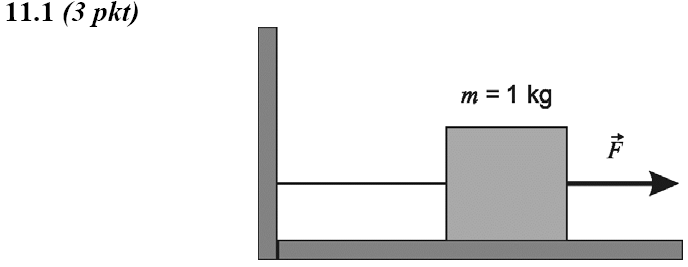 11.1 (3 pkt)
m = 1 kg
F